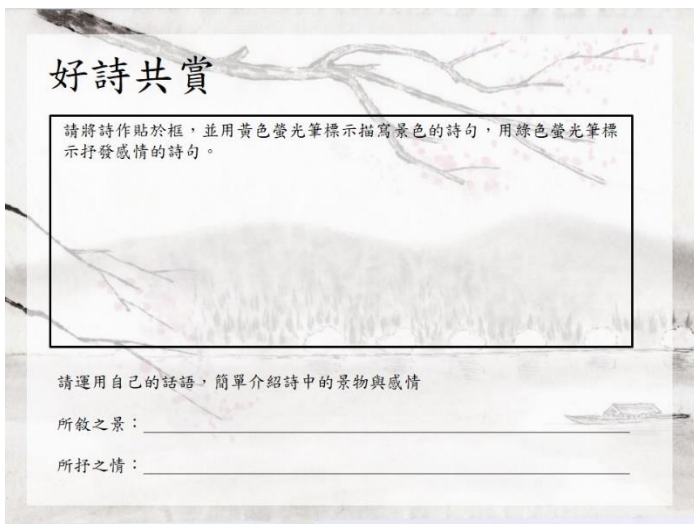 好詩共賞
請將詩作貼於框，並用黃色螢光筆標示描寫景色的詩句，用綠色螢光筆標
示抒發感情的詩句。
請運用自己的話語，簡單介紹詩中的景物與感情
所敘之景：
所抒之情：